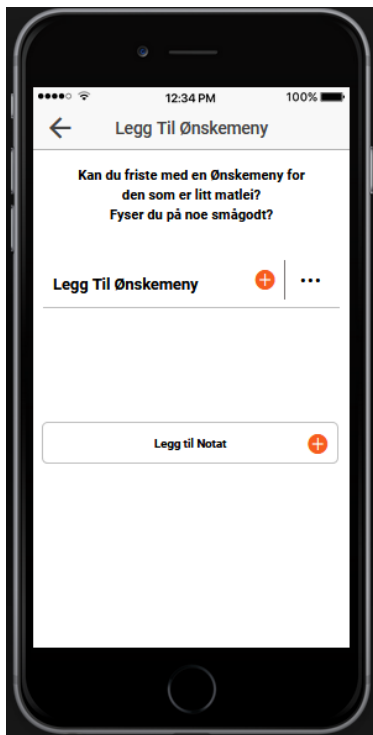 12:34 PM 100%
Legg Til Ønskemeny
Kan du friste med en Ønskemeny for
den som er litt matlei?
Fyser du på noe smågodt?
Legg Til Ønskemeny
Legg til Notat